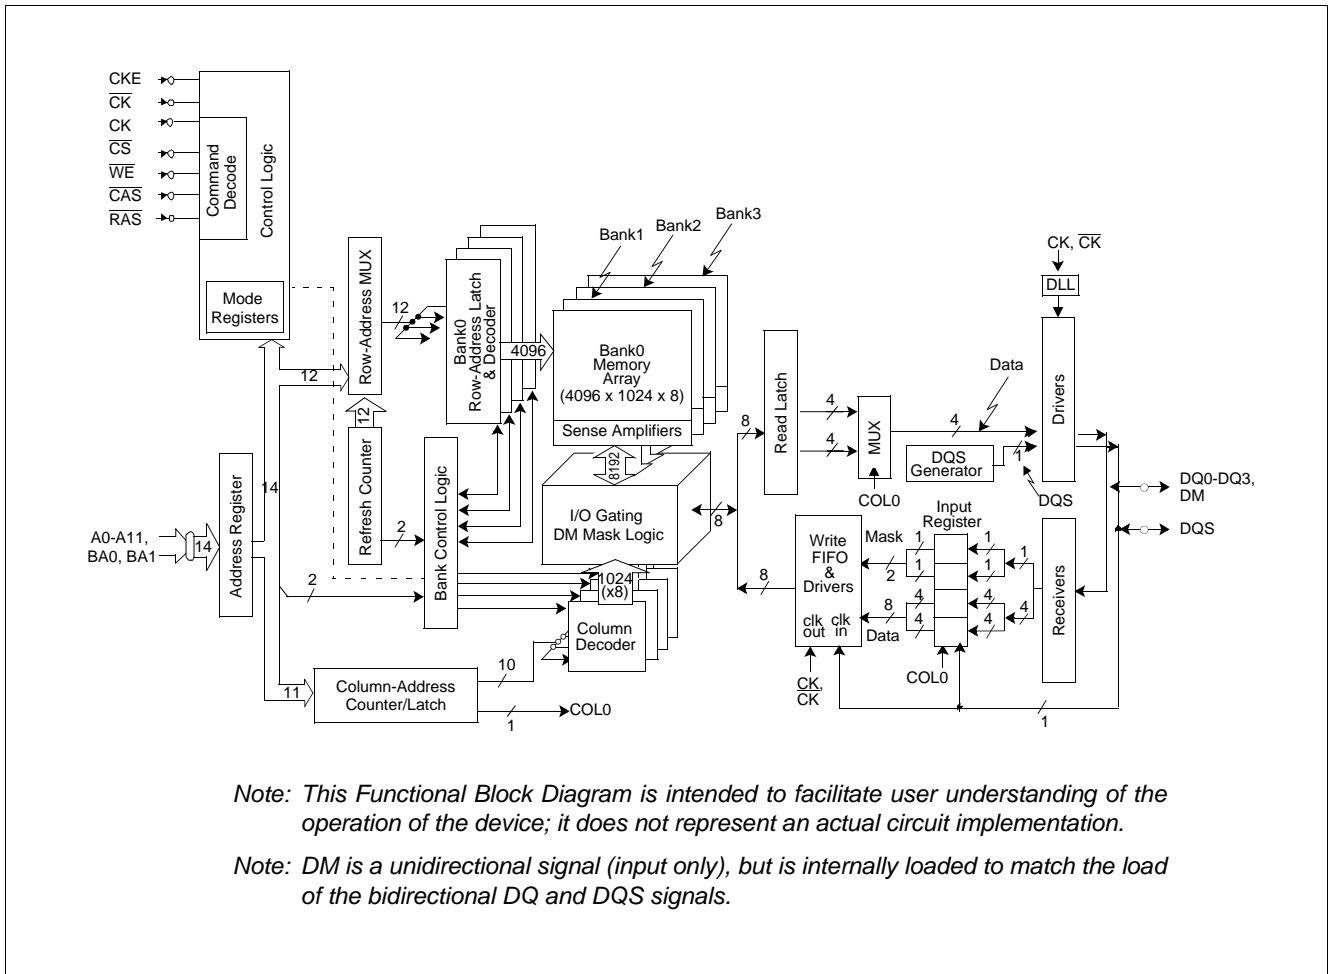 CKE
C̅K̅
CK
C̅S̅
W̅E̅
C̅A̅S̅
R̅A̅S̅
Command
Decode
Control Logic
Mode
Registers
Row-Address MUX
12
12
12
Refresh Counter
Bank0
Row-Address Latch
& Decoder
4096
Bank1
Bank2
Bank3
Bank0
Memory
Array
(4096 x 1024 x 8)
Sense Amplifiers
8192
I/O Gating
DM Mask Logic
8
8
8
Bank Control Logic
2
2
A0-A11,
BA0, BA1
14
Address Register
14
11
Column-Address
Counter/Latch
10
1
COL0
1024
(x8)
Column
Decoder
Read Latch
4
4
MUX
COL0
4
Data
DQS
Generator
1
DQS
CK, C̅K̅
DLL
Drivers
DQ0-DQ3,
DM
DQS
Input
Register
Write
FIFO
&
Drivers
clk
out
clk
in
Mask
2
8
Data
1
1
4
4
1
1
4
4
1
4
Receivers
COL0
CK,
C̅K̅
1
Note: This Functional Block Diagram is intended to facilitate user understanding of the
operation of the device; it does not represent an actual circuit implementation.
Note: DM is a unidirectional signal (input only), but is internally loaded to match the load
of the bidirectional DQ and DQS signals.